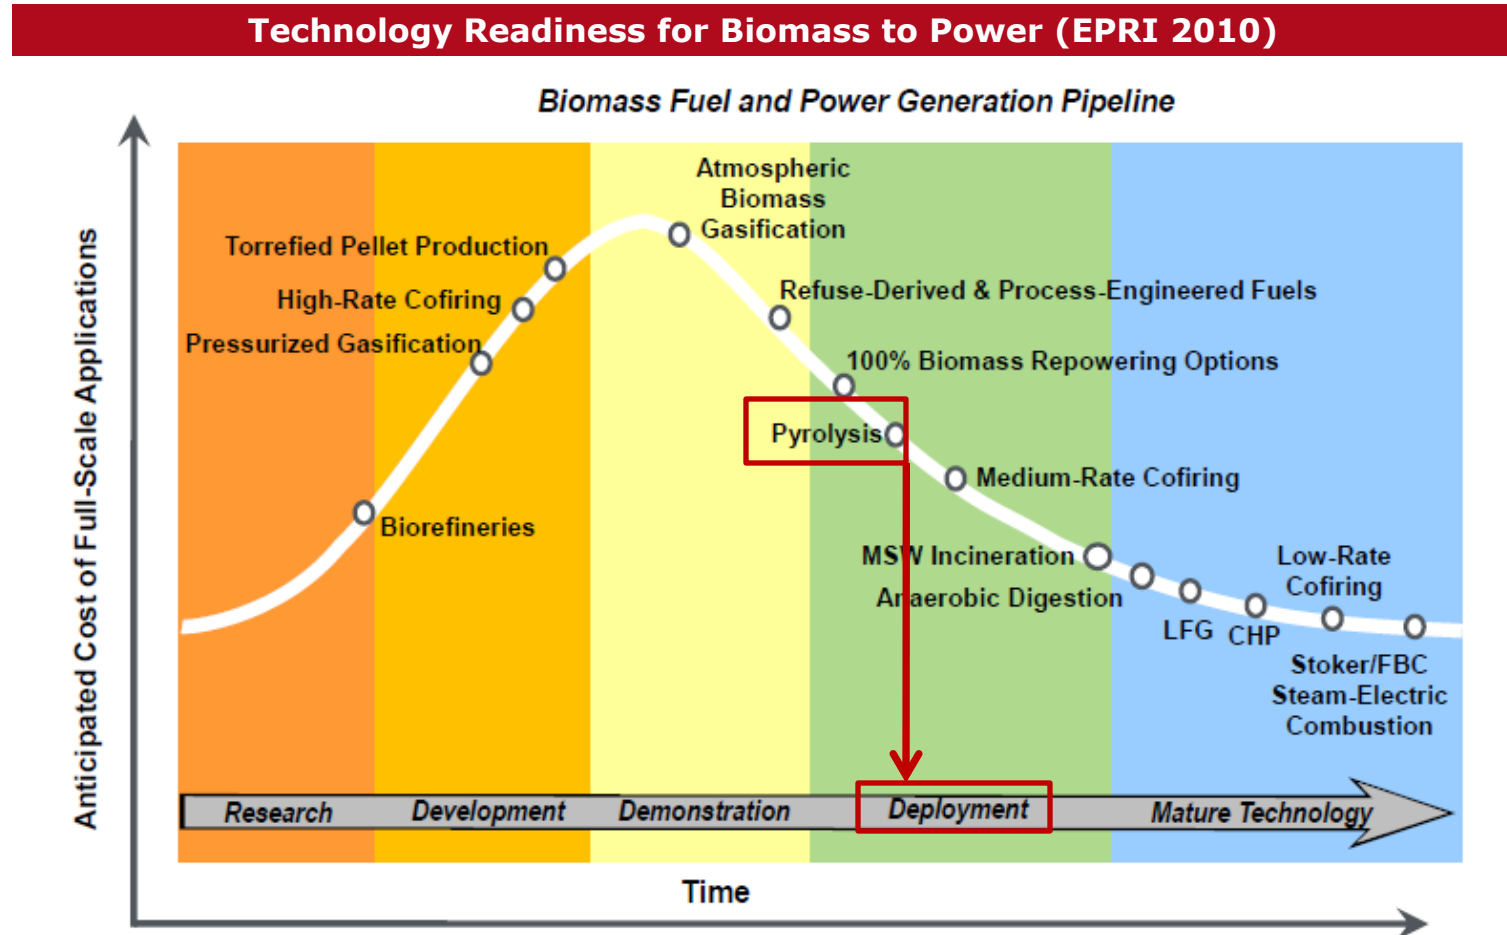 Technology Readiness for Biomass to Power (EPRI 2010)
Biomass Fuel and Power Generation Pipeline
Anticipated Cost of Full-Scale Applications
Atmospheric
Biomass
Gasification
Torrefied Pellet Production
High-Rate Cofiring
Pressurized Gasification
Refuse-Derived & Process-Engineered Fuels
100% Biomass Repowering Options
Pyrolysis
Medium-Rate Cofiring
Biorefineries
MSW Incineration
Anaerobic Digestion
Low-Rate
Cofiring
LFG
CHP
Stoker/FBC
Steam-Electric
Combustion
Research
Development
Demonstration
Deployment
Mature Technology
Time